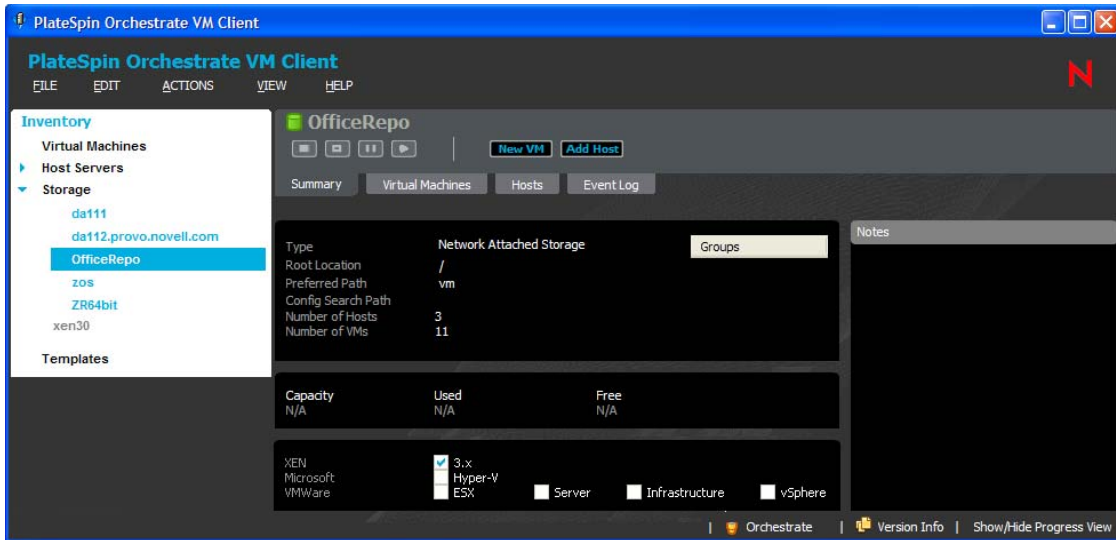 PlateSpin Orchestrate VM Client
PlateSpin Orchestrate VM Client
FILE EDIT ACTIONS VIEW HELP
N
Inventory
Virtual Machines
Host Servers
Storage
da111
da112.provo.novell.com
OfficeRepo
zos
ZR64bit
xen30
Templates
OfficeRepo
New VM Add Host
Summary Virtual Machines Hosts Event Log
Type Network Attached Storage Groups
Root Location /
Preferred Path vm
Config Search Path
Number of Hosts 3
Number of VMs 11
Capacity Used Free
N/A N/A N/A
XEN 3.x
Microsoft Hyper-V
VMWare ESX Server Infrastructure vSphere
Notes
| Orchestrate | Version Info | Show/Hide Progress View